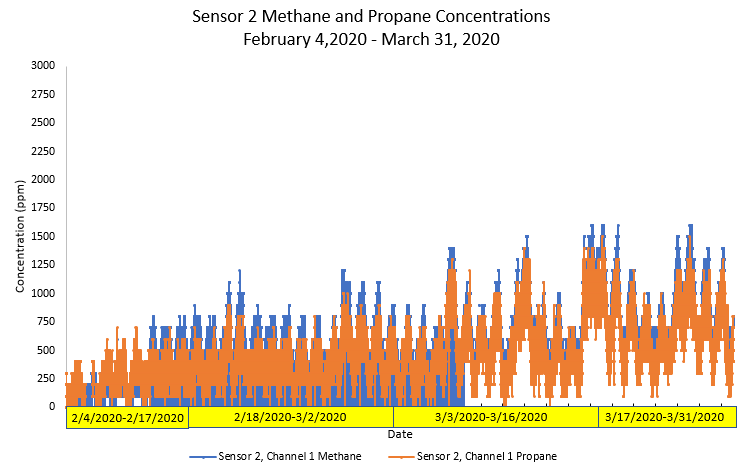 Sensor 2 Methane and Propane Concentrations
February 4,2020 - March 31, 2020
3000
2750
2500
2250
2000
1750
1500
1250
1000
750
500
250
0
Concentration (ppm)
2/4/2020-2/17/2020
2/18/2020-3/2/2020
3/3/2020-3/16/2020
3/17/2020-3/31/2020
Date
Sensor 2, Channel 1 Methane
Sensor 2, Channel 1 Propane